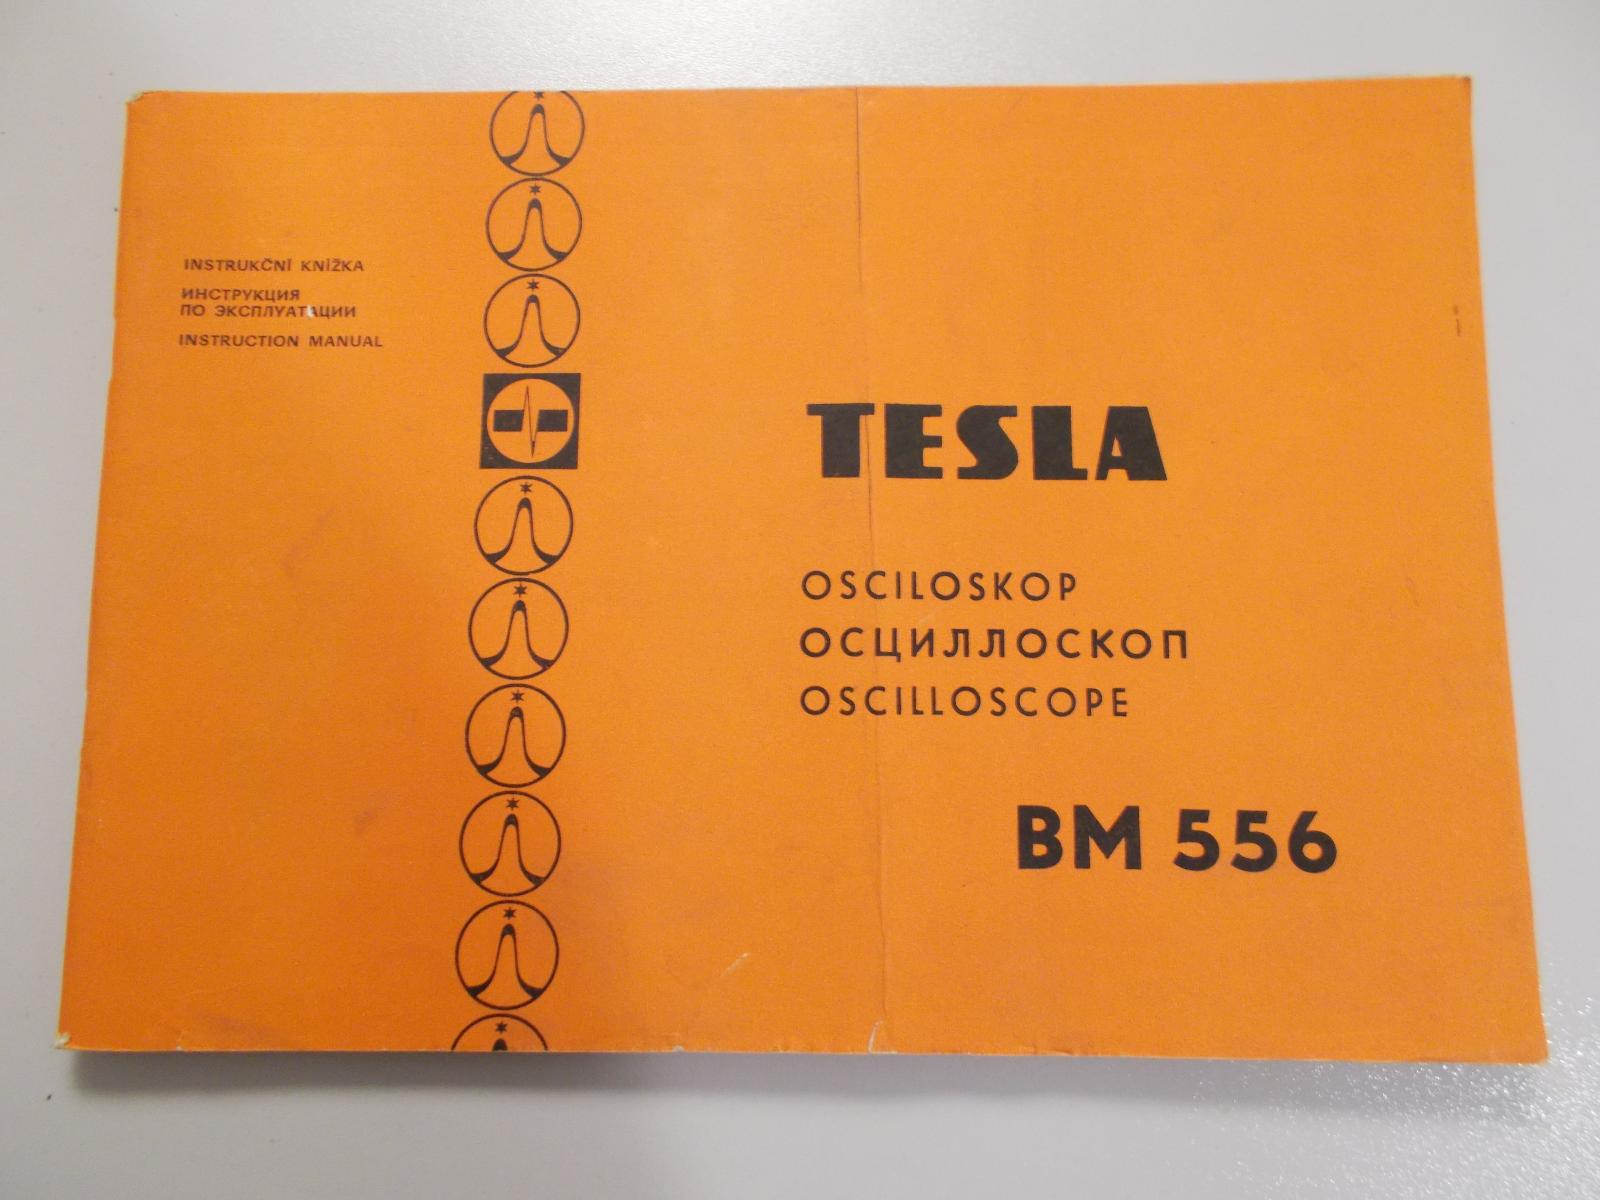 INSTRUKČNÍ KNÍŽKA
ИНСТРУКЦИЯ
ПО ЭКСПЛУАТАЦИИ
INSTRUCTION MANUAL
TESLA
OSCILOSKOP
ОСЦИЛЛОСКОП
OSCILLOSCOPE
BM 556